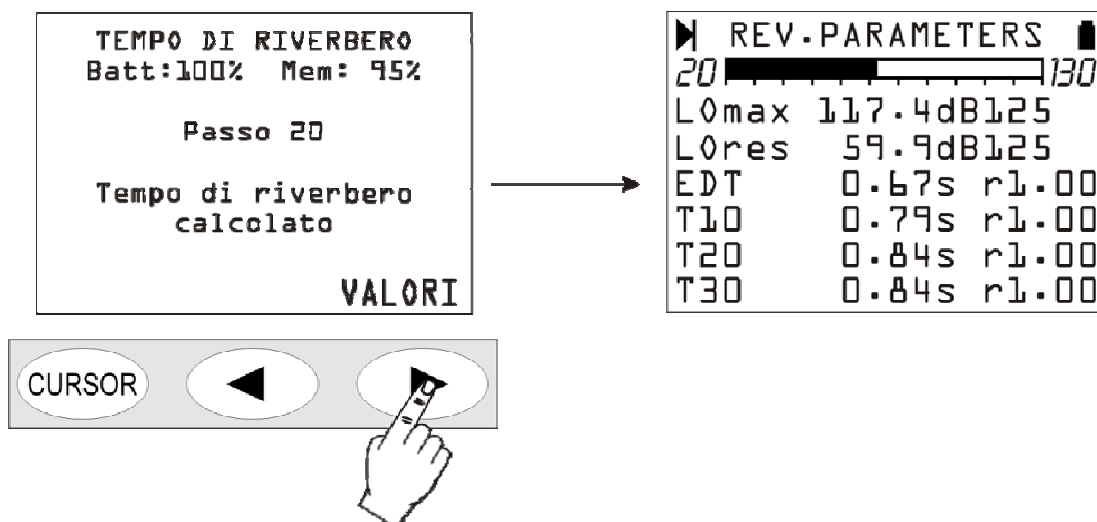 TEMPO DI RIVERBERO
Batt:100% Mem: 95%
Passo 20
Tempo di riverbero
calcolato
VALORI
CURSOR
REV.PARAMETERS
20 130
L0max 117.4dB125
L0res 59.9dB125
EDT 0.67s r1.00
T10 0.79s r1.00
T20 0.84s r1.00
T30 0.84s r1.00